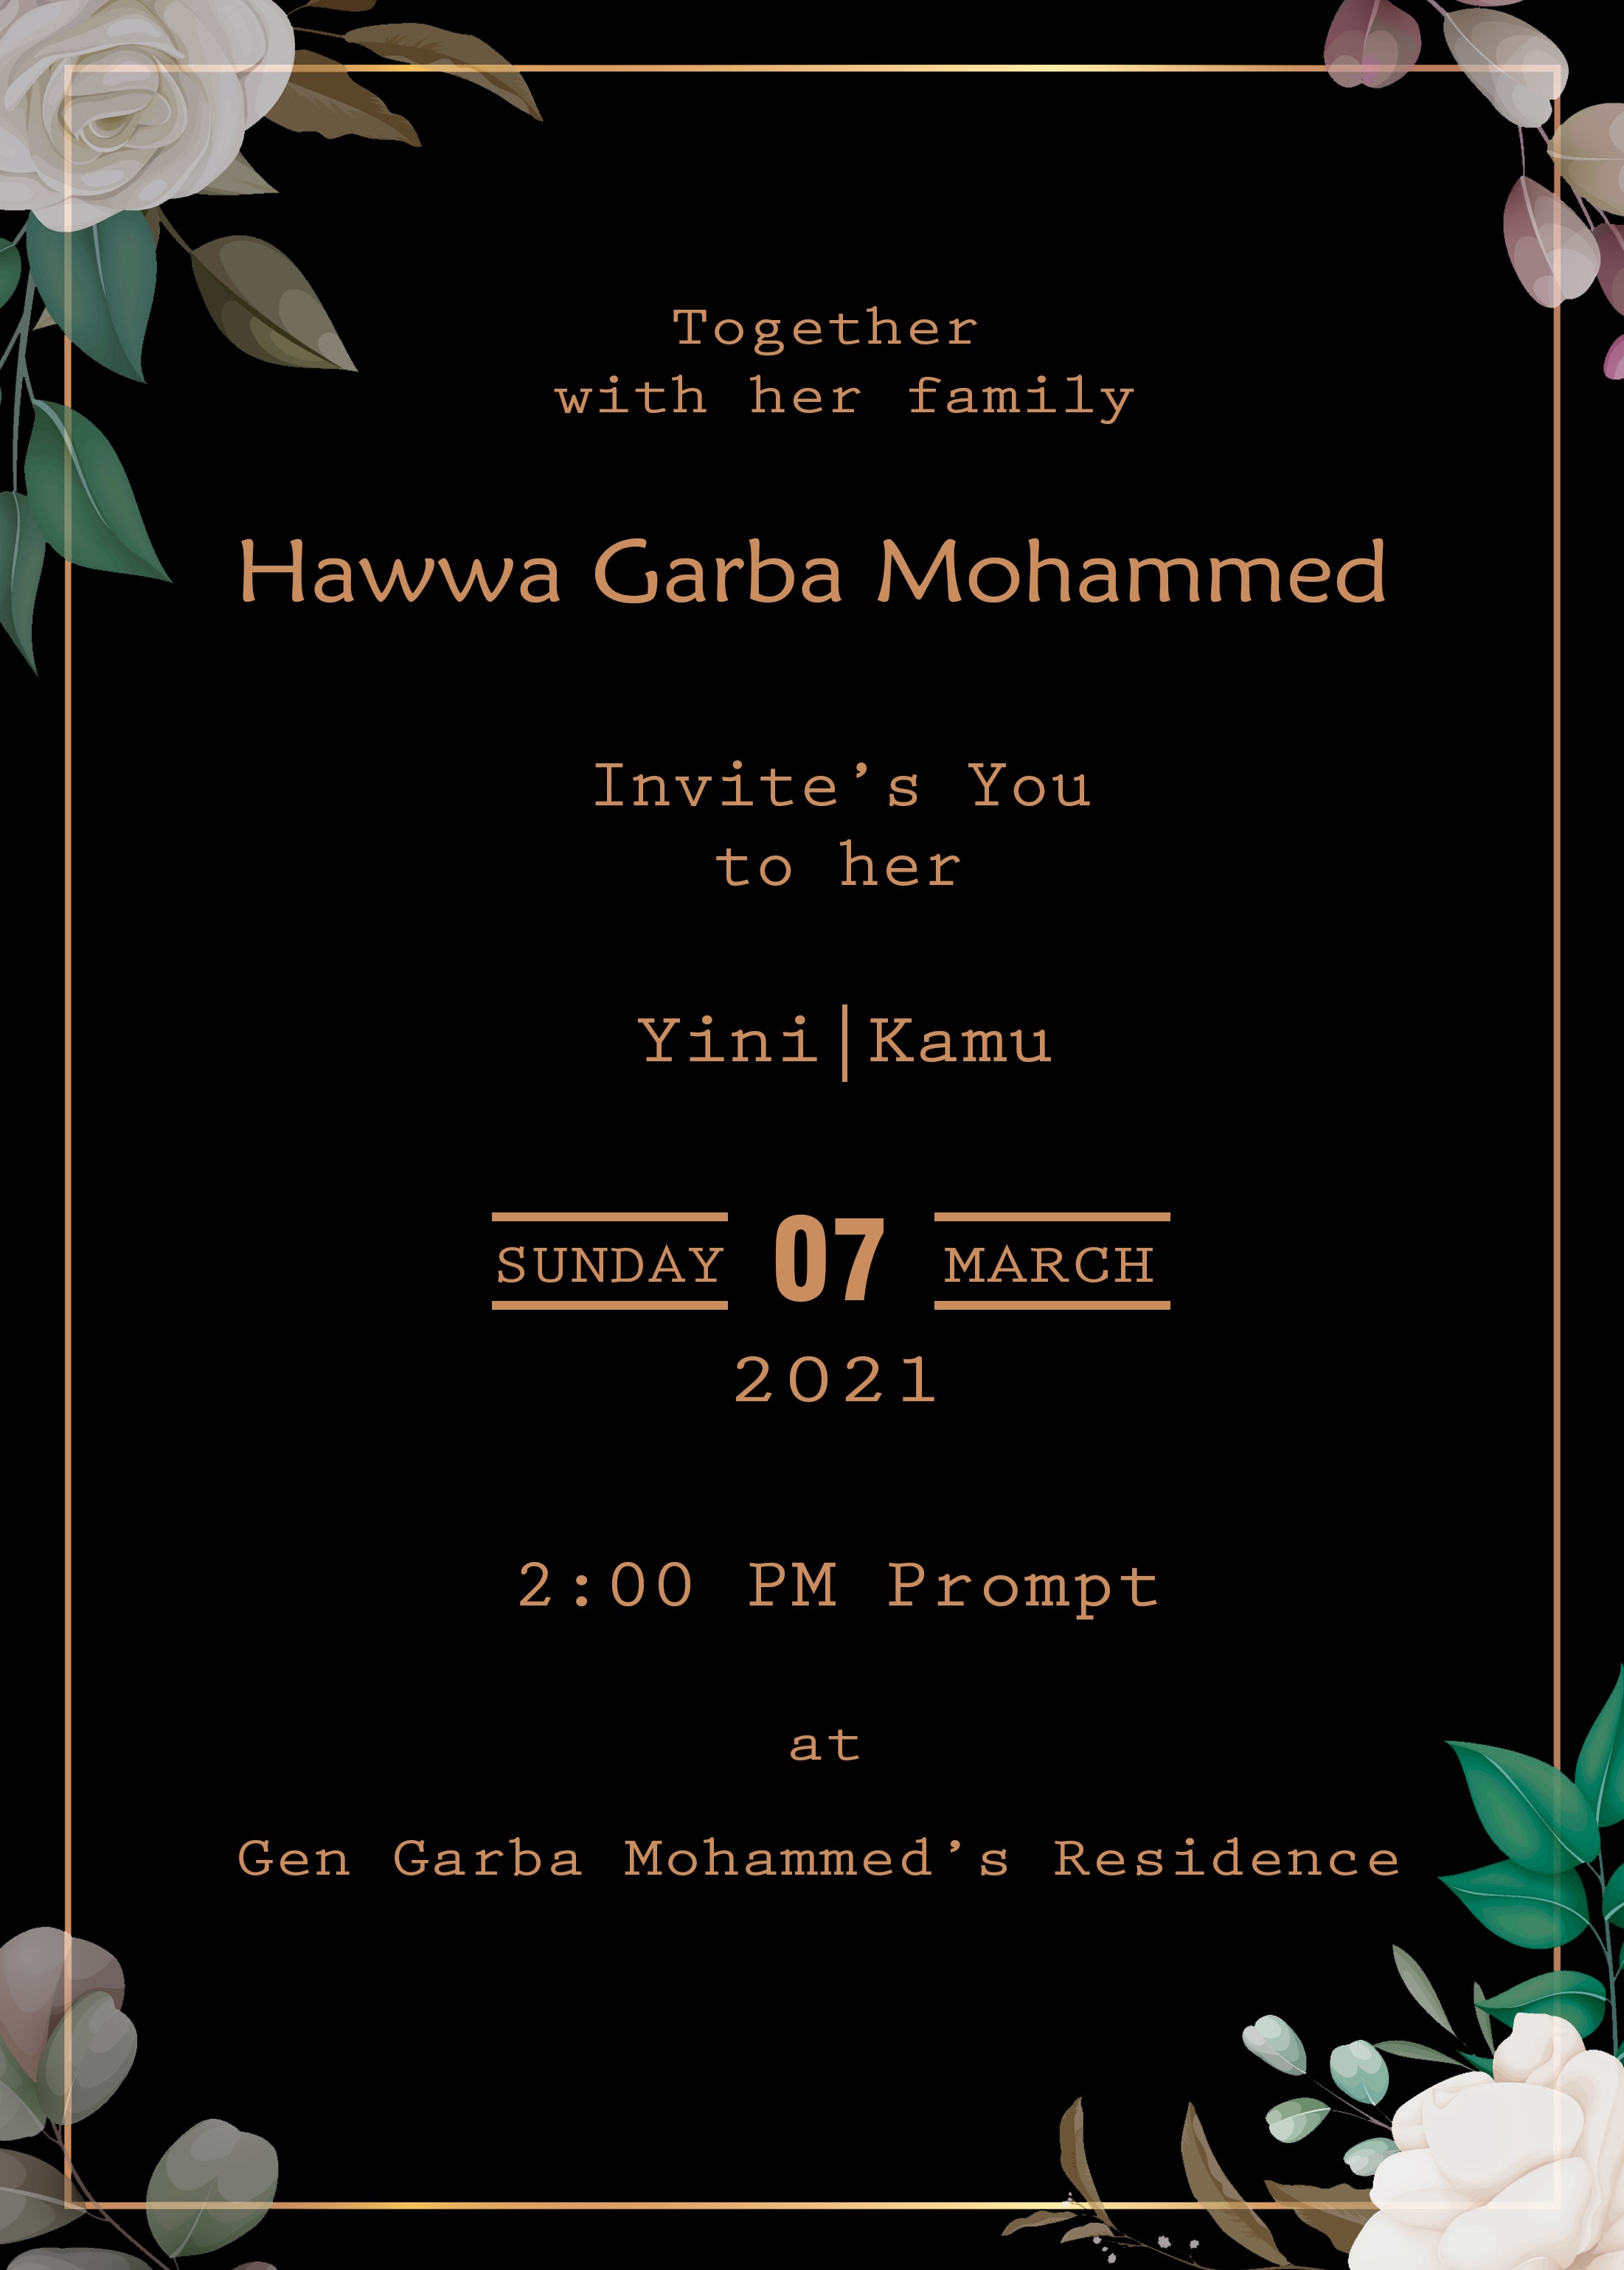 Together
with her family
Hawwa Garba Mohammed
Invite’s You
to her
Yini|Kamu
SUNDAY 07 MARCH
2021
2:00 PM Prompt
at
Gen Garba Mohammed’s Residence